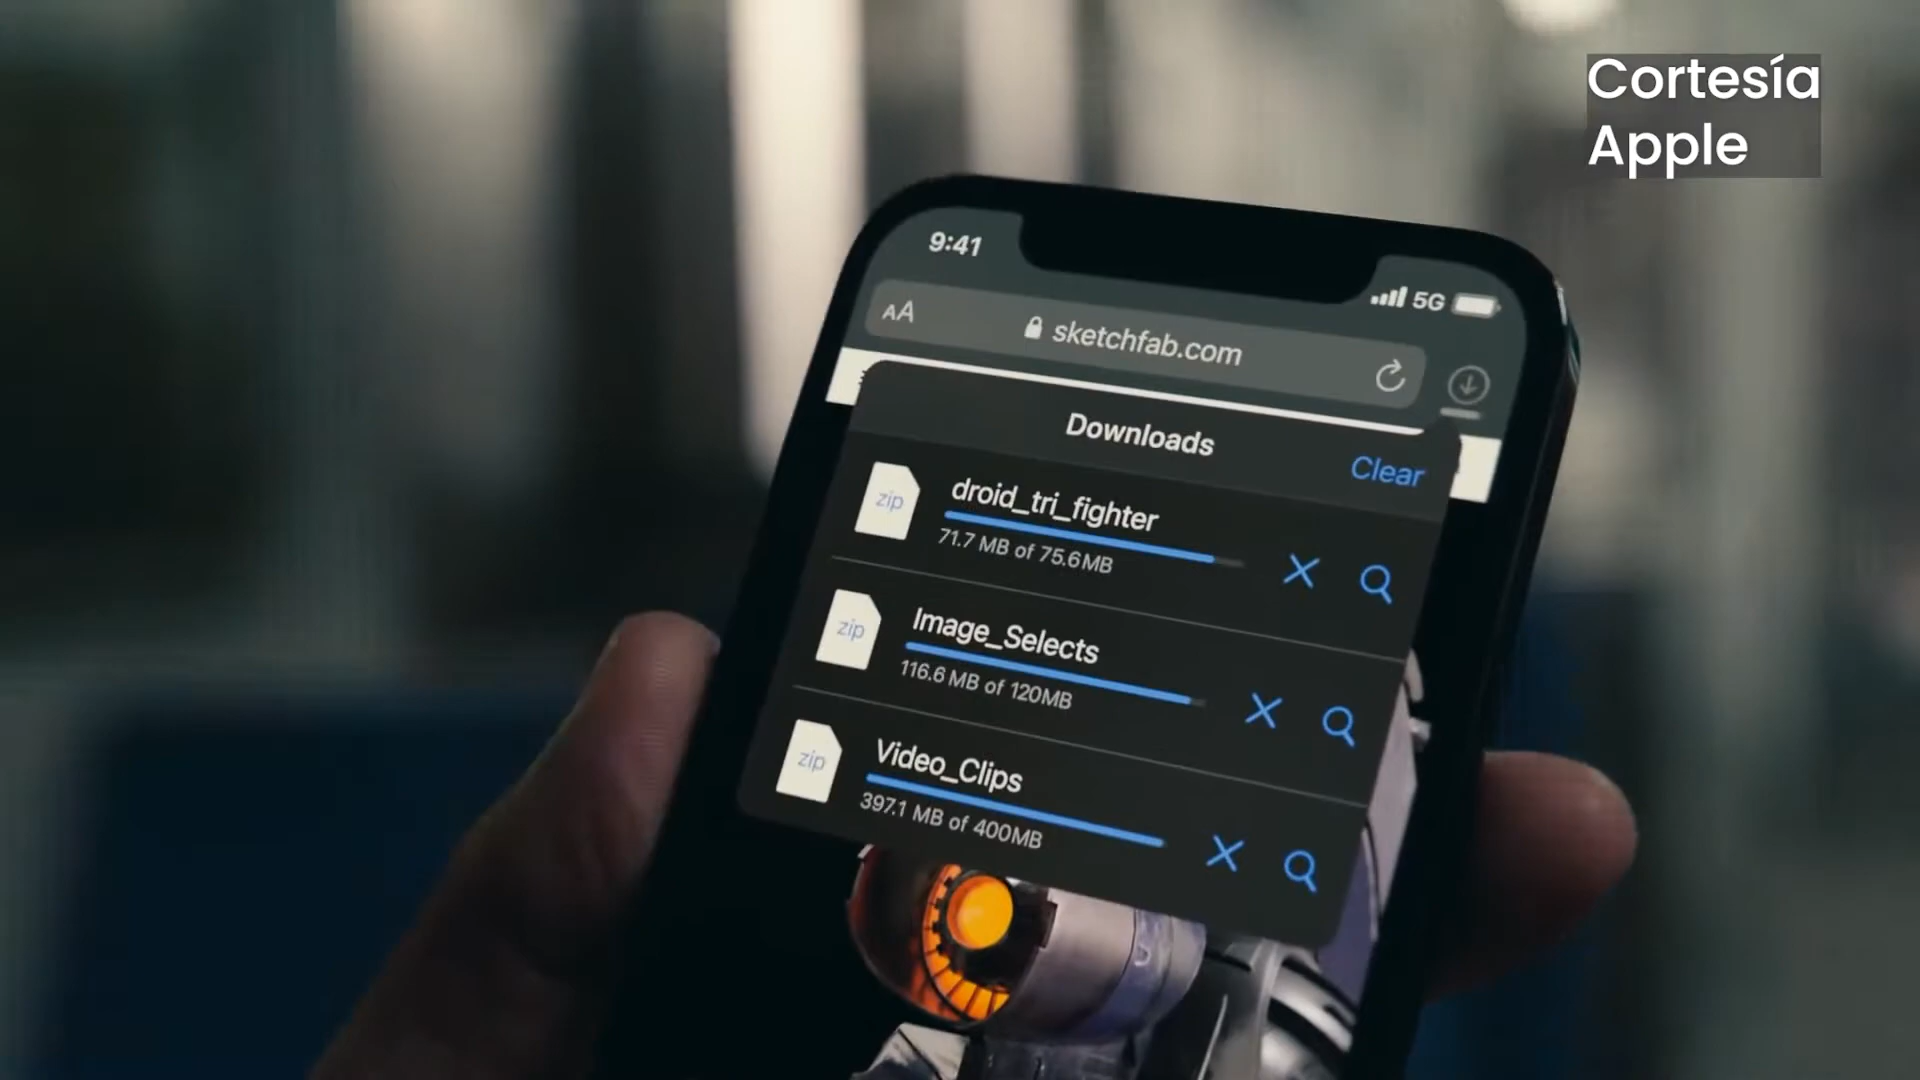 Cortesía
Apple
9:41
5G
AA
sketchfab.com
Downloads
Clear
zip
droid_tri_fighter
71.7 MB of 75.6MB
zip
Image_Selects
116.6 MB of 120MB
zip
Video_Clips
397.1 MB of 400MB